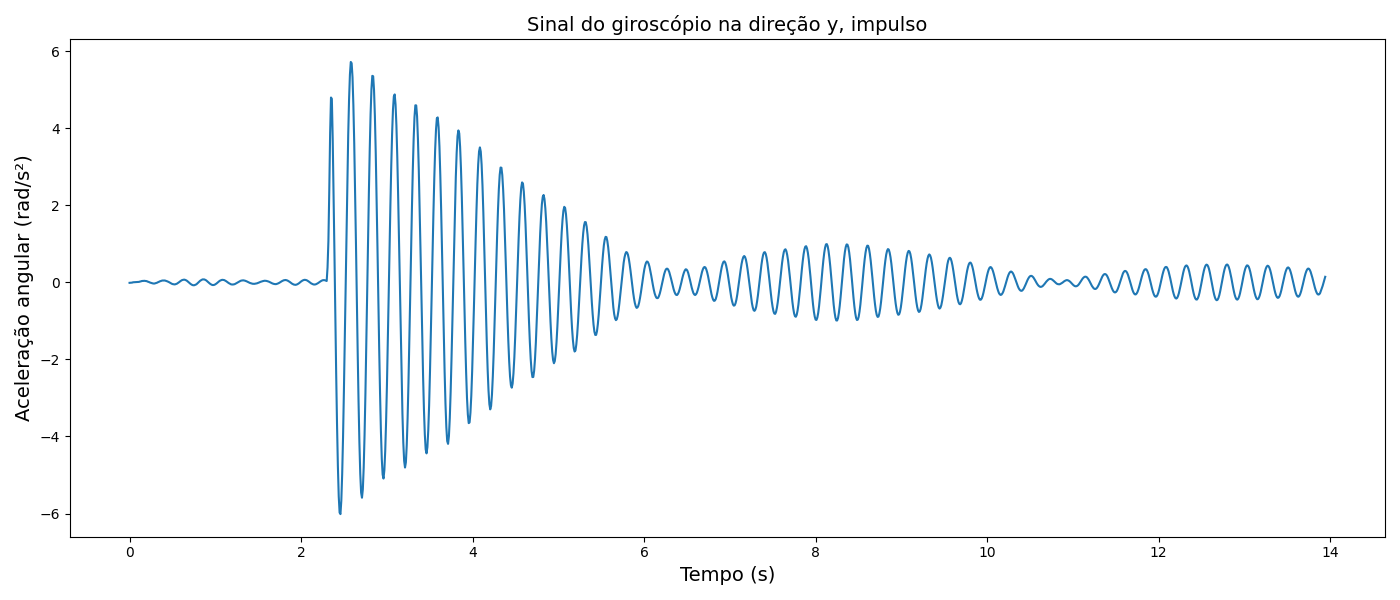 Sinal do giroscópio na direção y, impulso
Aceleração angular (rad/s²)
6
4
2
0
−2
−4
−6
0 2 4 6 8 10 12 14
Tempo (s)